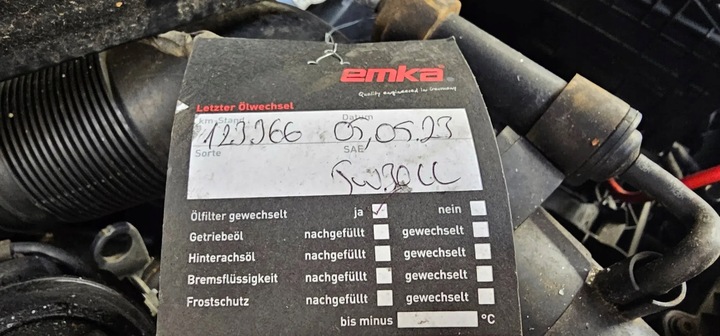 emka
Quality engineered in Germany
Letzter Ölwechsel
km-Stand Datum
123966 05,05.23
Sorte SAE
5W30 LL
Ölfilter gewechselt ja ✓ nein
Getriebeöl nachgefüllt gewechselt
Hinterachsöl nachgefüllt gewechselt
Bremsflüssigkeit nachgefüllt gewechselt
Frostschutz nachgefüllt gewechselt
bis minus °C